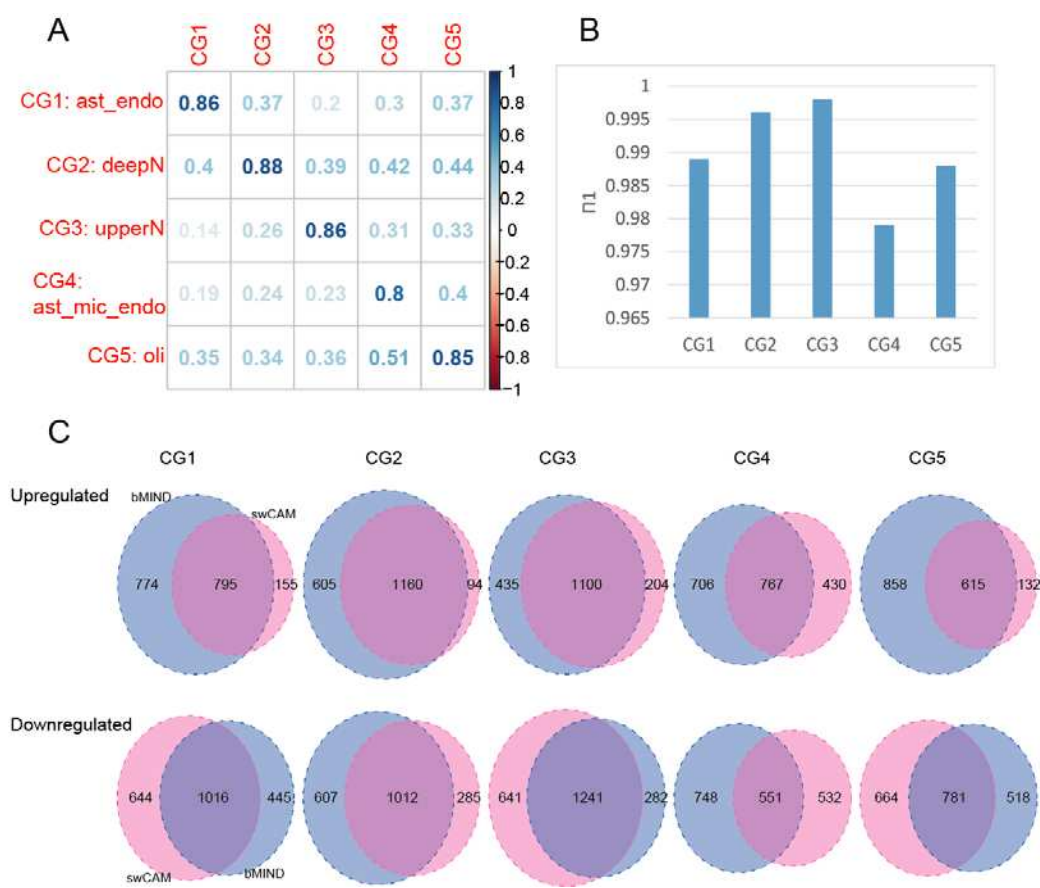 A
B
CG1 CG2 CG3 CG4 CG5
CG1: ast_endo 0.86 0.37 0.2 0.3 0.37
CG2: deepN 0.4 0.88 0.39 0.42 0.44
CG3: upperN 0.14 0.26 0.86 0.31 0.33
CG4:
ast_mic_endo 0.19 0.24 0.23 0.8 0.4
CG5: oli 0.35 0.34 0.36 0.51 0.85
1
0.8
0.6
0.4
0.2
0
−0.2
−0.4
−0.6
−0.8
−1
Π1
1
0.995
0.99
0.985
0.98
0.975
0.97
0.965
CG1 CG2 CG3 CG4 CG5
C
CG1 CG2 CG3 CG4 CG5
Upregulated
bMIND
swCAM
774 795 155 605 1160 94 435 1100 204 706 767 430 858 615 132
Downregulated
644 1016 445 607 1012 285 641 1241 282 748 551 532 664 781 518
swCAM bMIND